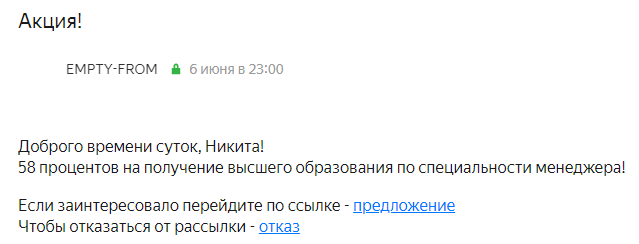 Акция!
EMPTY-FROM 6 июня в 23:00
Доброго времени суток, Никита!
58 процентов на получение высшего образования по специальности менеджера!
Если заинтересовало перейдите по ссылке - предложение
Чтобы отказаться от рассылки - отказ